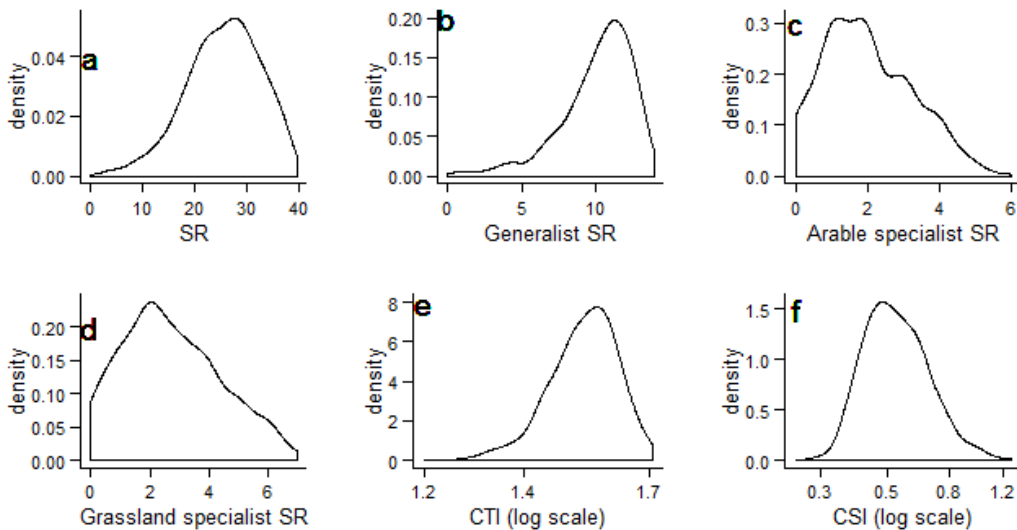 a
density
0.04
0.02
0.00
0 10 20 30 40
SR
b
density
0.20
0.15
0.10
0.05
0.00
0 5 10
Generalist SR
c
density
0.3
0.2
0.1
0.0
0 2 4 6
Arable specialist SR
d
density
0.20
0.15
0.10
0.05
0.00
0 2 4 6
Grassland specialist SR
e
density
8
6
4
2
0
1.2 1.4 1.7
CTI (log scale)
f
density
1.5
1.0
0.5
0.0
0.3 0.5 0.8 1.2
CSI (log scale)